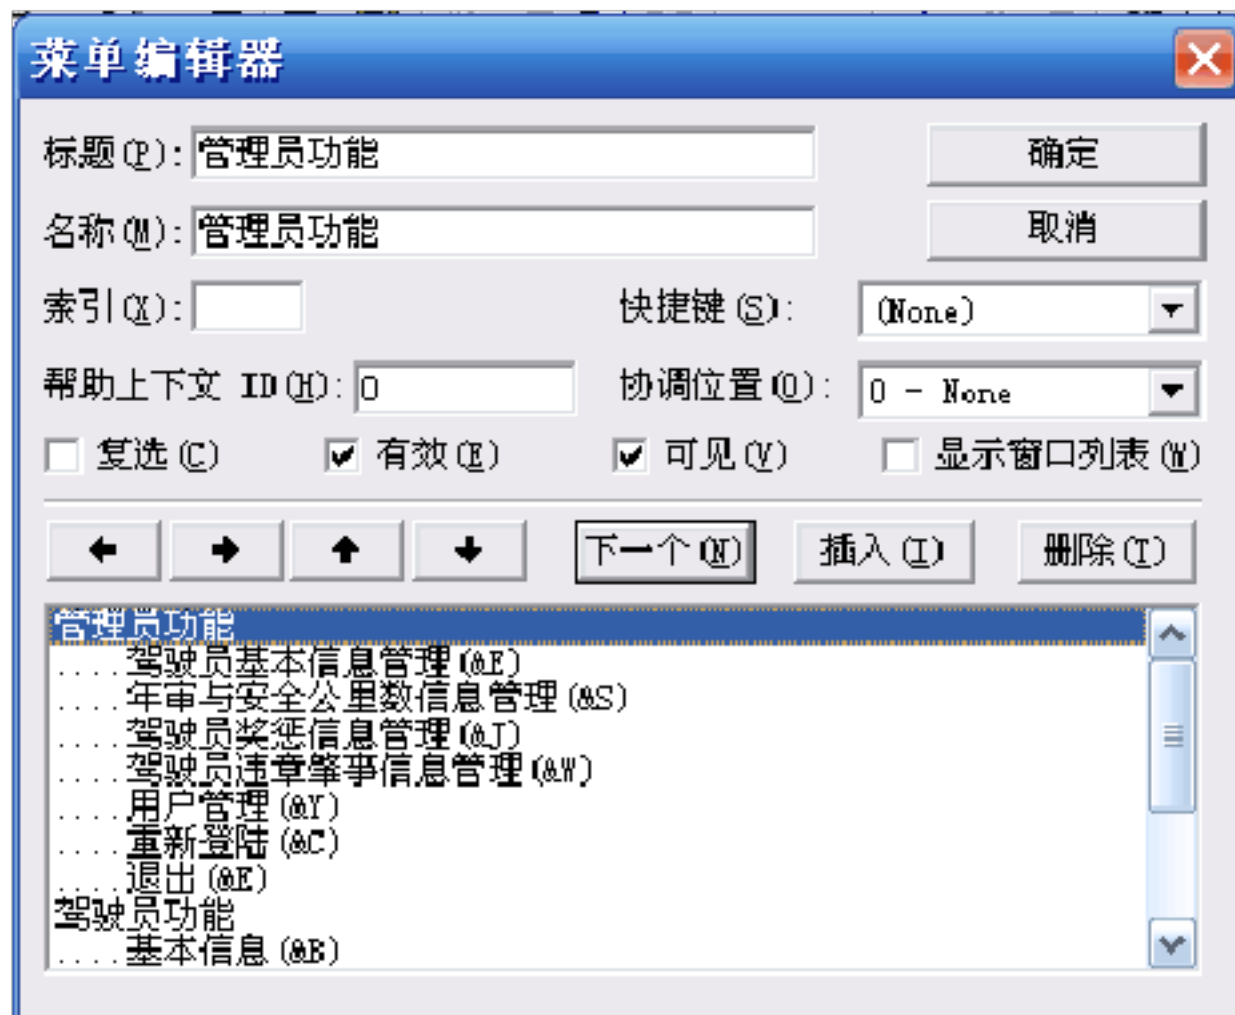 菜单编辑器
标题(P): 管理员功能 确定
名称(M): 管理员功能 取消
索引(X): 快捷键(S): (None)
帮助上下文 ID(H): 0 协调位置(O): 0 - None
复选(C) 有效(E) 可见(V) 显示窗口列表(W)
下一个(N) 插入(I) 删除(T)
管理员功能
....驾驶员基本信息管理(&F)
....年审与安全公里数信息管理(&S)
....驾驶员奖惩信息管理(&J)
....驾驶员违章肇事信息管理(&W)
....用户管理(&Y)
....重新登陆(&C)
....退出(&E)
驾驶员功能
....基本信息(&B)